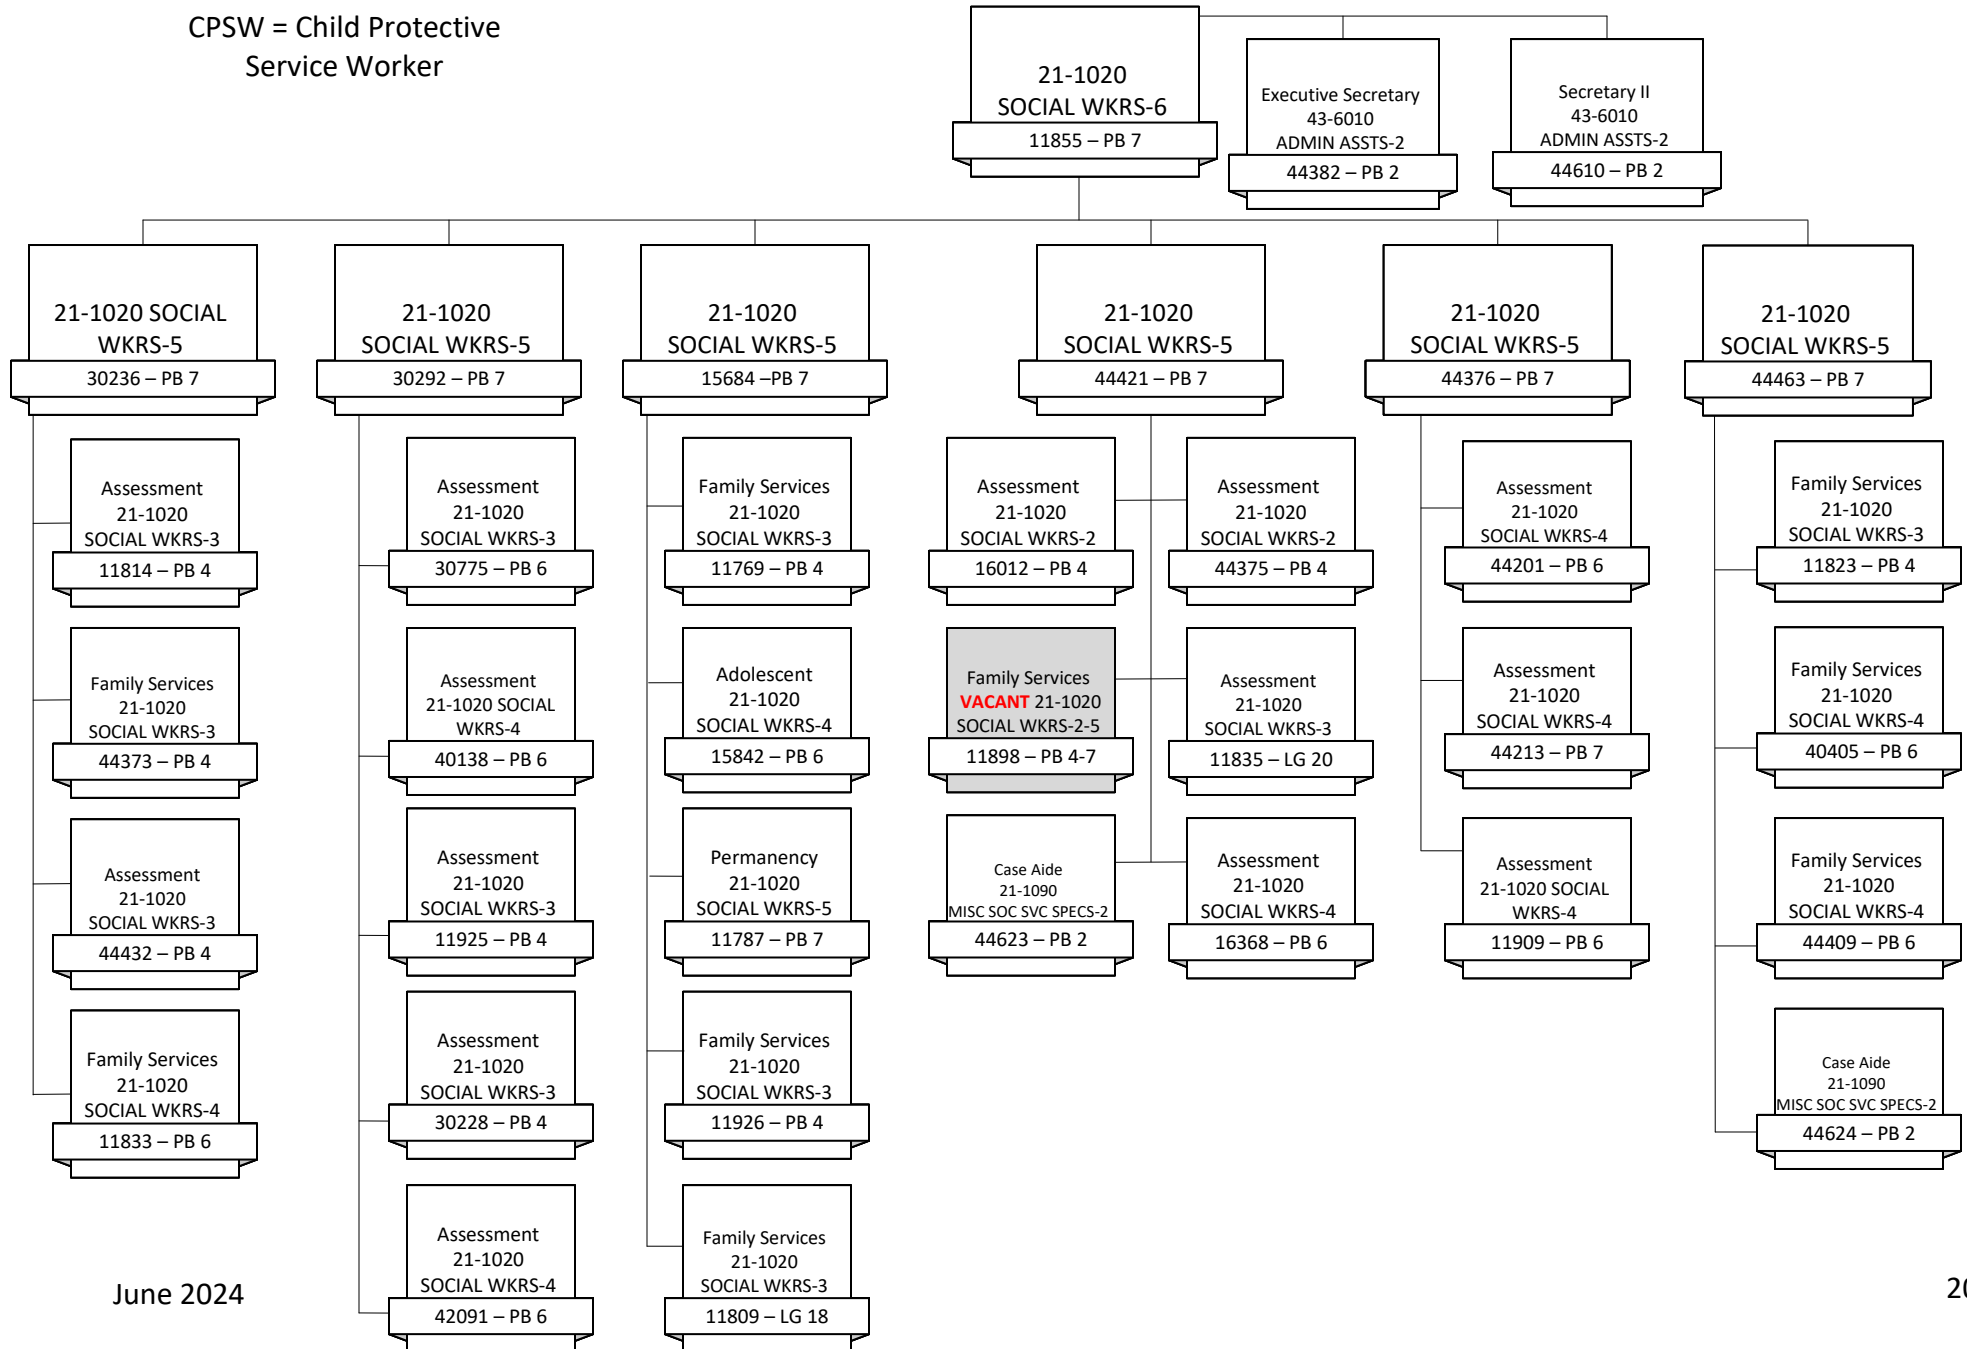 CPSW = Child Protective
Service Worker
21-1020
SOCIAL WKRS-6
11855 – PB 7
Executive Secretary
43-6010
ADMIN ASSTS-2
44382 – PB 2
Secretary II
43-6010
ADMIN ASSTS-2
44610 – PB 2
21-1020 SOCIAL
WKRS-5
30236 – PB 7
21-1020
SOCIAL WKRS-5
30292 – PB 7
21-1020
SOCIAL WKRS-5
15684 –PB 7
21-1020
SOCIAL WKRS-5
44421 – PB 7
21-1020
SOCIAL WKRS-5
44376 – PB 7
21-1020
SOCIAL WKRS-5
44463 – PB 7
Assessment
21-1020
SOCIAL WKRS-3
11814 – PB 4
Family Services
21-1020
SOCIAL WKRS-3
44373 – PB 4
Assessment
21-1020
SOCIAL WKRS-3
44432 – PB 4
Family Services
21-1020
SOCIAL WKRS-4
11833 – PB 6
Assessment
21-1020
SOCIAL WKRS-3
30775 – PB 6
Assessment
21-1020 SOCIAL
WKRS-4
40138 – PB 6
Assessment
21-1020
SOCIAL WKRS-3
11925 – PB 4
Assessment
21-1020
SOCIAL WKRS-3
30228 – PB 4
Assessment
21-1020
SOCIAL WKRS-4
42091 – PB 6
Family Services
21-1020
SOCIAL WKRS-3
11769 – PB 4
Adolescent
21-1020
SOCIAL WKRS-4
15842 – PB 6
Permanency
21-1020
SOCIAL WKRS-5
11787 – PB 7
Family Services
21-1020
SOCIAL WKRS-3
11926 – PB 4
Family Services
21-1020
SOCIAL WKRS-3
11809 – LG 18
Assessment
21-1020
SOCIAL WKRS-2
16012 – PB 4
Family Services
VACANT 21-1020
SOCIAL WKRS-2-5
11898 – PB 4-7
Case Aide
21-1090
MISC SOC SVC SPECS-2
44623 – PB 2
Assessment
21-1020
SOCIAL WKRS-2
44375 – PB 4
Assessment
21-1020
SOCIAL WKRS-3
11835 – LG 20
Assessment
21-1020
SOCIAL WKRS-4
16368 – PB 6
Assessment
21-1020
SOCIAL WKRS-4
44201 – PB 6
Assessment
21-1020
SOCIAL WKRS-4
44213 – PB 7
Assessment
21-1020 SOCIAL
WKRS-4
11909 – PB 6
Family Services
21-1020
SOCIAL WKRS-3
11823 – PB 4
Family Services
21-1020
SOCIAL WKRS-4
40405 – PB 6
Family Services
21-1020
SOCIAL WKRS-4
44409 – PB 6
Case Aide
21-1090
MISC SOC SVC SPECS-2
44624 – PB 2
June 2024